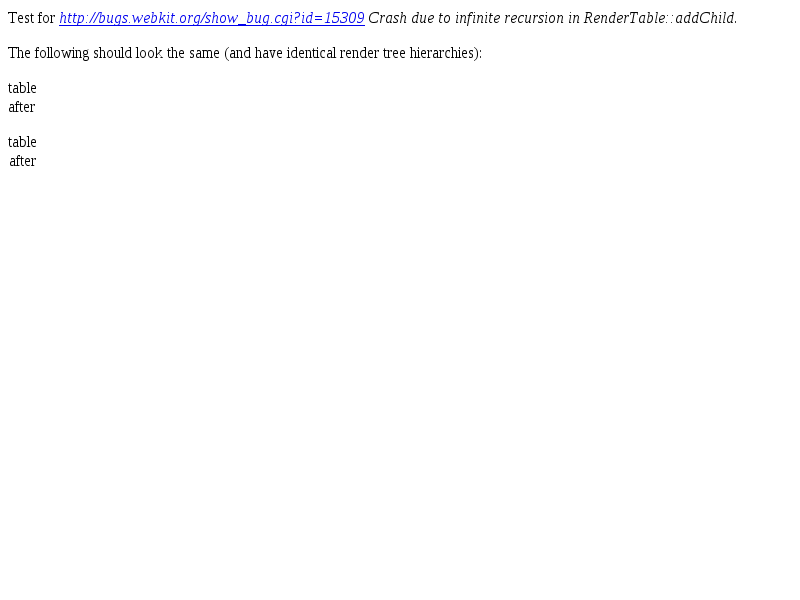 Test for http://bugs.webkit.org/show_bug.cgi?id=15309 Crash due to infinite recursion in RenderTable::addChild.
The following should look the same (and have identical render tree hierarchies):
table
after
table
after